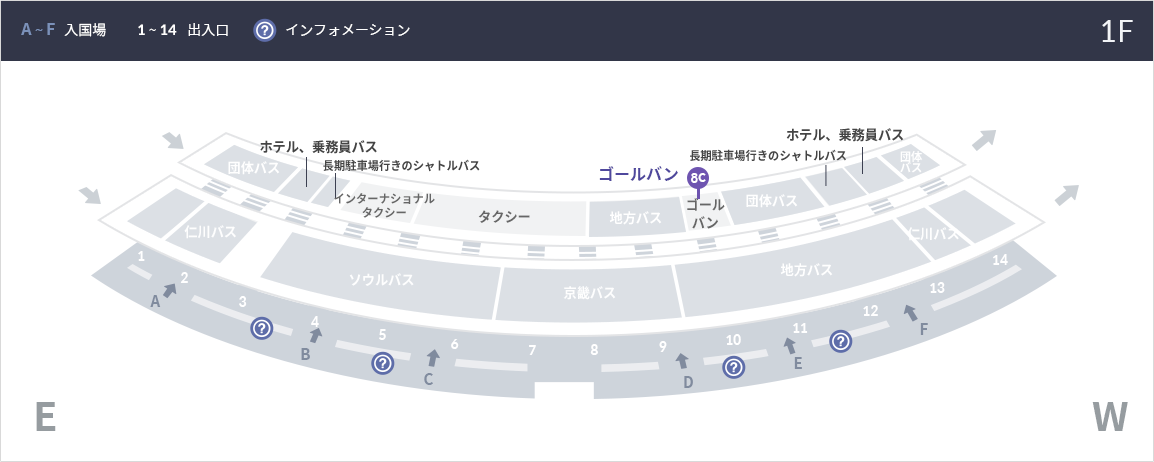 A ~ F 入国場 1 ~ 14 出入口 ? インフォメーション 1F
ホテル、乗務員バス
ホテル、乗務員バス
団体バス
長期駐車場行きのシャトルバス
ゴールバン 8C
長期駐車場行きのシャトルバス
団体
バス
インターナショナル
タクシー
タクシー
地方バス
ゴール
バン
団体バス
仁川バス
仁川バス
ソウルバス
京畿バス
地方バス
1 2 3 4 5 6 7 8 9 10 11 12 13 14
A B C D E F
? ? ? ?
E W